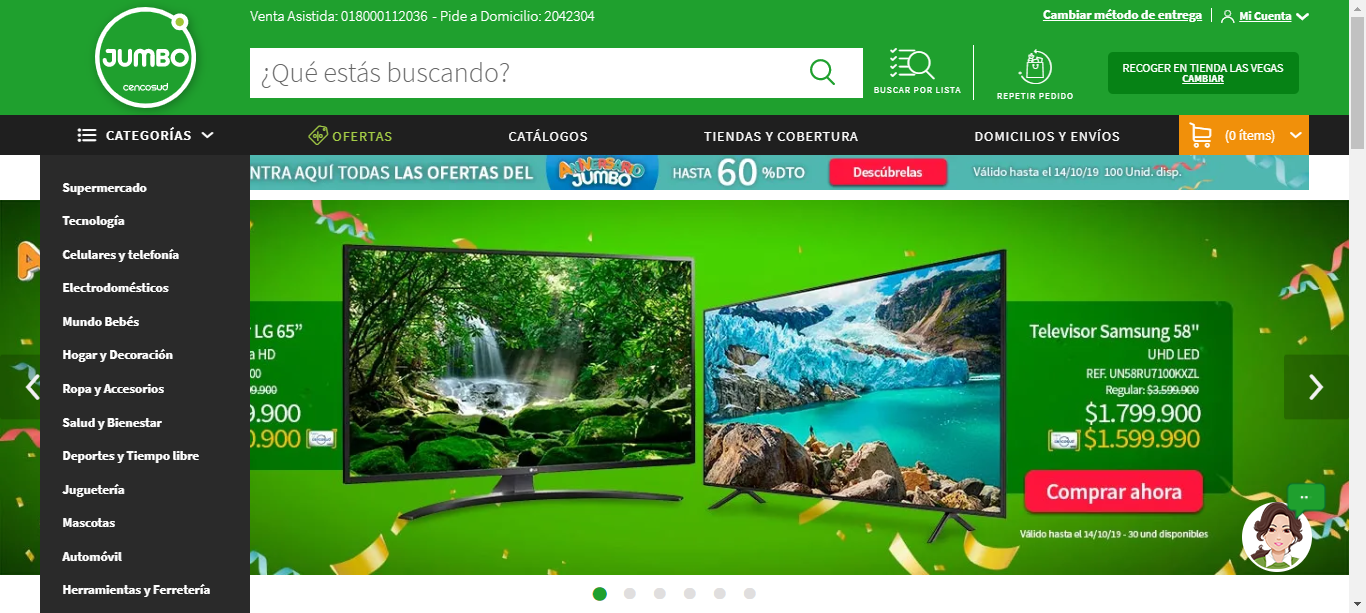 Venta Asistida: 018000112036 - Pide a Domicilio: 2042304
Cambiar método de entrega
Mi Cuenta
JUMBO
cencosud
¿Qué estás buscando?
BUSCAR POR LISTA
REPETIR PEDIDO
RECOGER EN TIENDA LAS VEGAS
CAMBIAR
CATEGORÍAS
OFERTAS
CATÁLOGOS
TIENDAS Y COBERTURA
DOMICILIOS Y ENVÍOS
(0 ítems)
NTRA AQUÍ TODAS LAS OFERTAS DEL
ANIVERSARIO
JUMBO
HASTA 60 %DTO
Descúbrelas
Válido hasta el 14/10/19 100 Unid. disp.
Supermercado
Tecnología
Celulares y telefonía
Electrodomésticos
Mundo Bebés
Hogar y Decoración
Ropa y Accesorios
Salud y Bienestar
Deportes y Tiempo libre
Juguetería
Mascotas
Automóvil
Herramientas y Ferretería
LG 65”
HD
00
9.900
9.900
0.900
LG
Televisor Samsung 58"
UHD LED
REF. UN58RU7100KXZL
Regular: $3.599.900
$1.799.900
$1.599.990
Comprar ahora
Válido hasta el 14/10/19 - 30 und disponibles